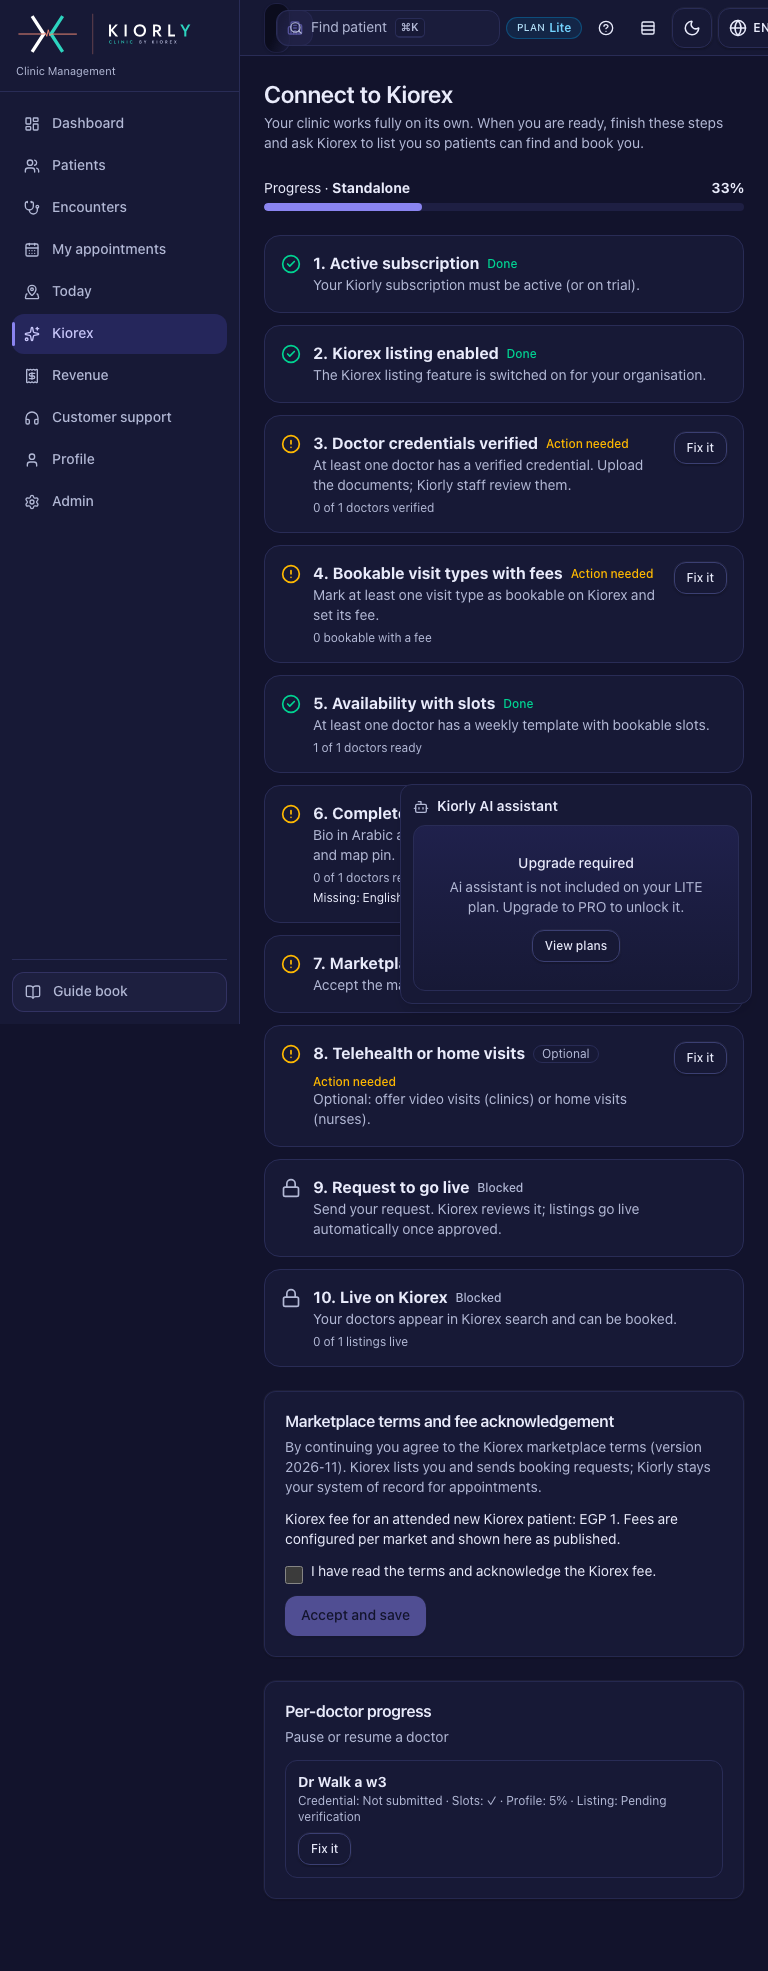 KIORLY
CLINIC BY KIOREX
Clinic Management
Dashboard
Patients
Encounters
My appointments
Today
Kiorex
Revenue
Customer support
Profile
Admin
Guide book
Find patient ⌘K
PLAN Lite
EN
Connect to Kiorex
Your clinic works fully on its own. When you are ready, finish these steps
and ask Kiorex to list you so patients can find and book you.
Progress · Standalone 33%
1. Active subscription Done
Your Kiorly subscription must be active (or on trial).
2. Kiorex listing enabled Done
The Kiorex listing feature is switched on for your organisation.
3. Doctor credentials verified Action needed Fix it
At least one doctor has a verified credential. Upload
the documents; Kiorly staff review them.
0 of 1 doctors verified
4. Bookable visit types with fees Action needed Fix it
Mark at least one visit type as bookable on Kiorex and
set its fee.
0 bookable with a fee
5. Availability with slots Done
At least one doctor has a weekly template with bookable slots.
1 of 1 doctors ready
6. Complete
Bio in Arabic a
and map pin.
0 of 1 doctors re
Missing: English
7. Marketpla
Accept the ma
Kiorly AI assistant
Upgrade required
Ai assistant is not included on your LITE
plan. Upgrade to PRO to unlock it.
View plans
8. Telehealth or home visits Optional Fix it
Action needed
Optional: offer video visits (clinics) or home visits
(nurses).
9. Request to go live Blocked
Send your request. Kiorex reviews it; listings go live
automatically once approved.
10. Live on Kiorex Blocked
Your doctors appear in Kiorex search and can be booked.
0 of 1 listings live
Marketplace terms and fee acknowledgement
By continuing you agree to the Kiorex marketplace terms (version
2026-11). Kiorex lists you and sends booking requests; Kiorly stays
your system of record for appointments.
Kiorex fee for an attended new Kiorex patient: EGP 1. Fees are
configured per market and shown here as published.
I have read the terms and acknowledge the Kiorex fee.
Accept and save
Per-doctor progress
Pause or resume a doctor
Dr Walk a w3
Credential: Not submitted · Slots: ✓ · Profile: 5% · Listing: Pending
verification
Fix it